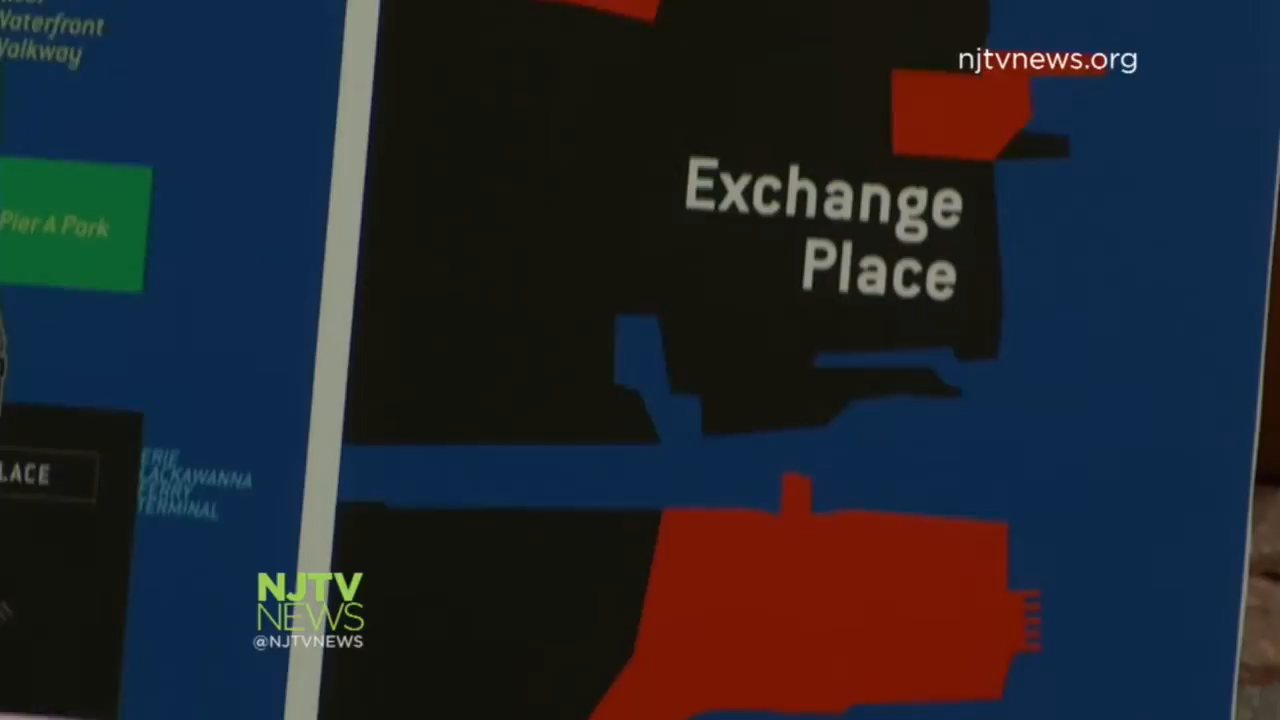 Waterfront
Walkway
njtvnews.org
Exchange
Place
Pier A Park
LACE
ERIE
LACKAWANNA
FERRY
TERMINAL
NJTV
NEWS
@NJTVNEWS